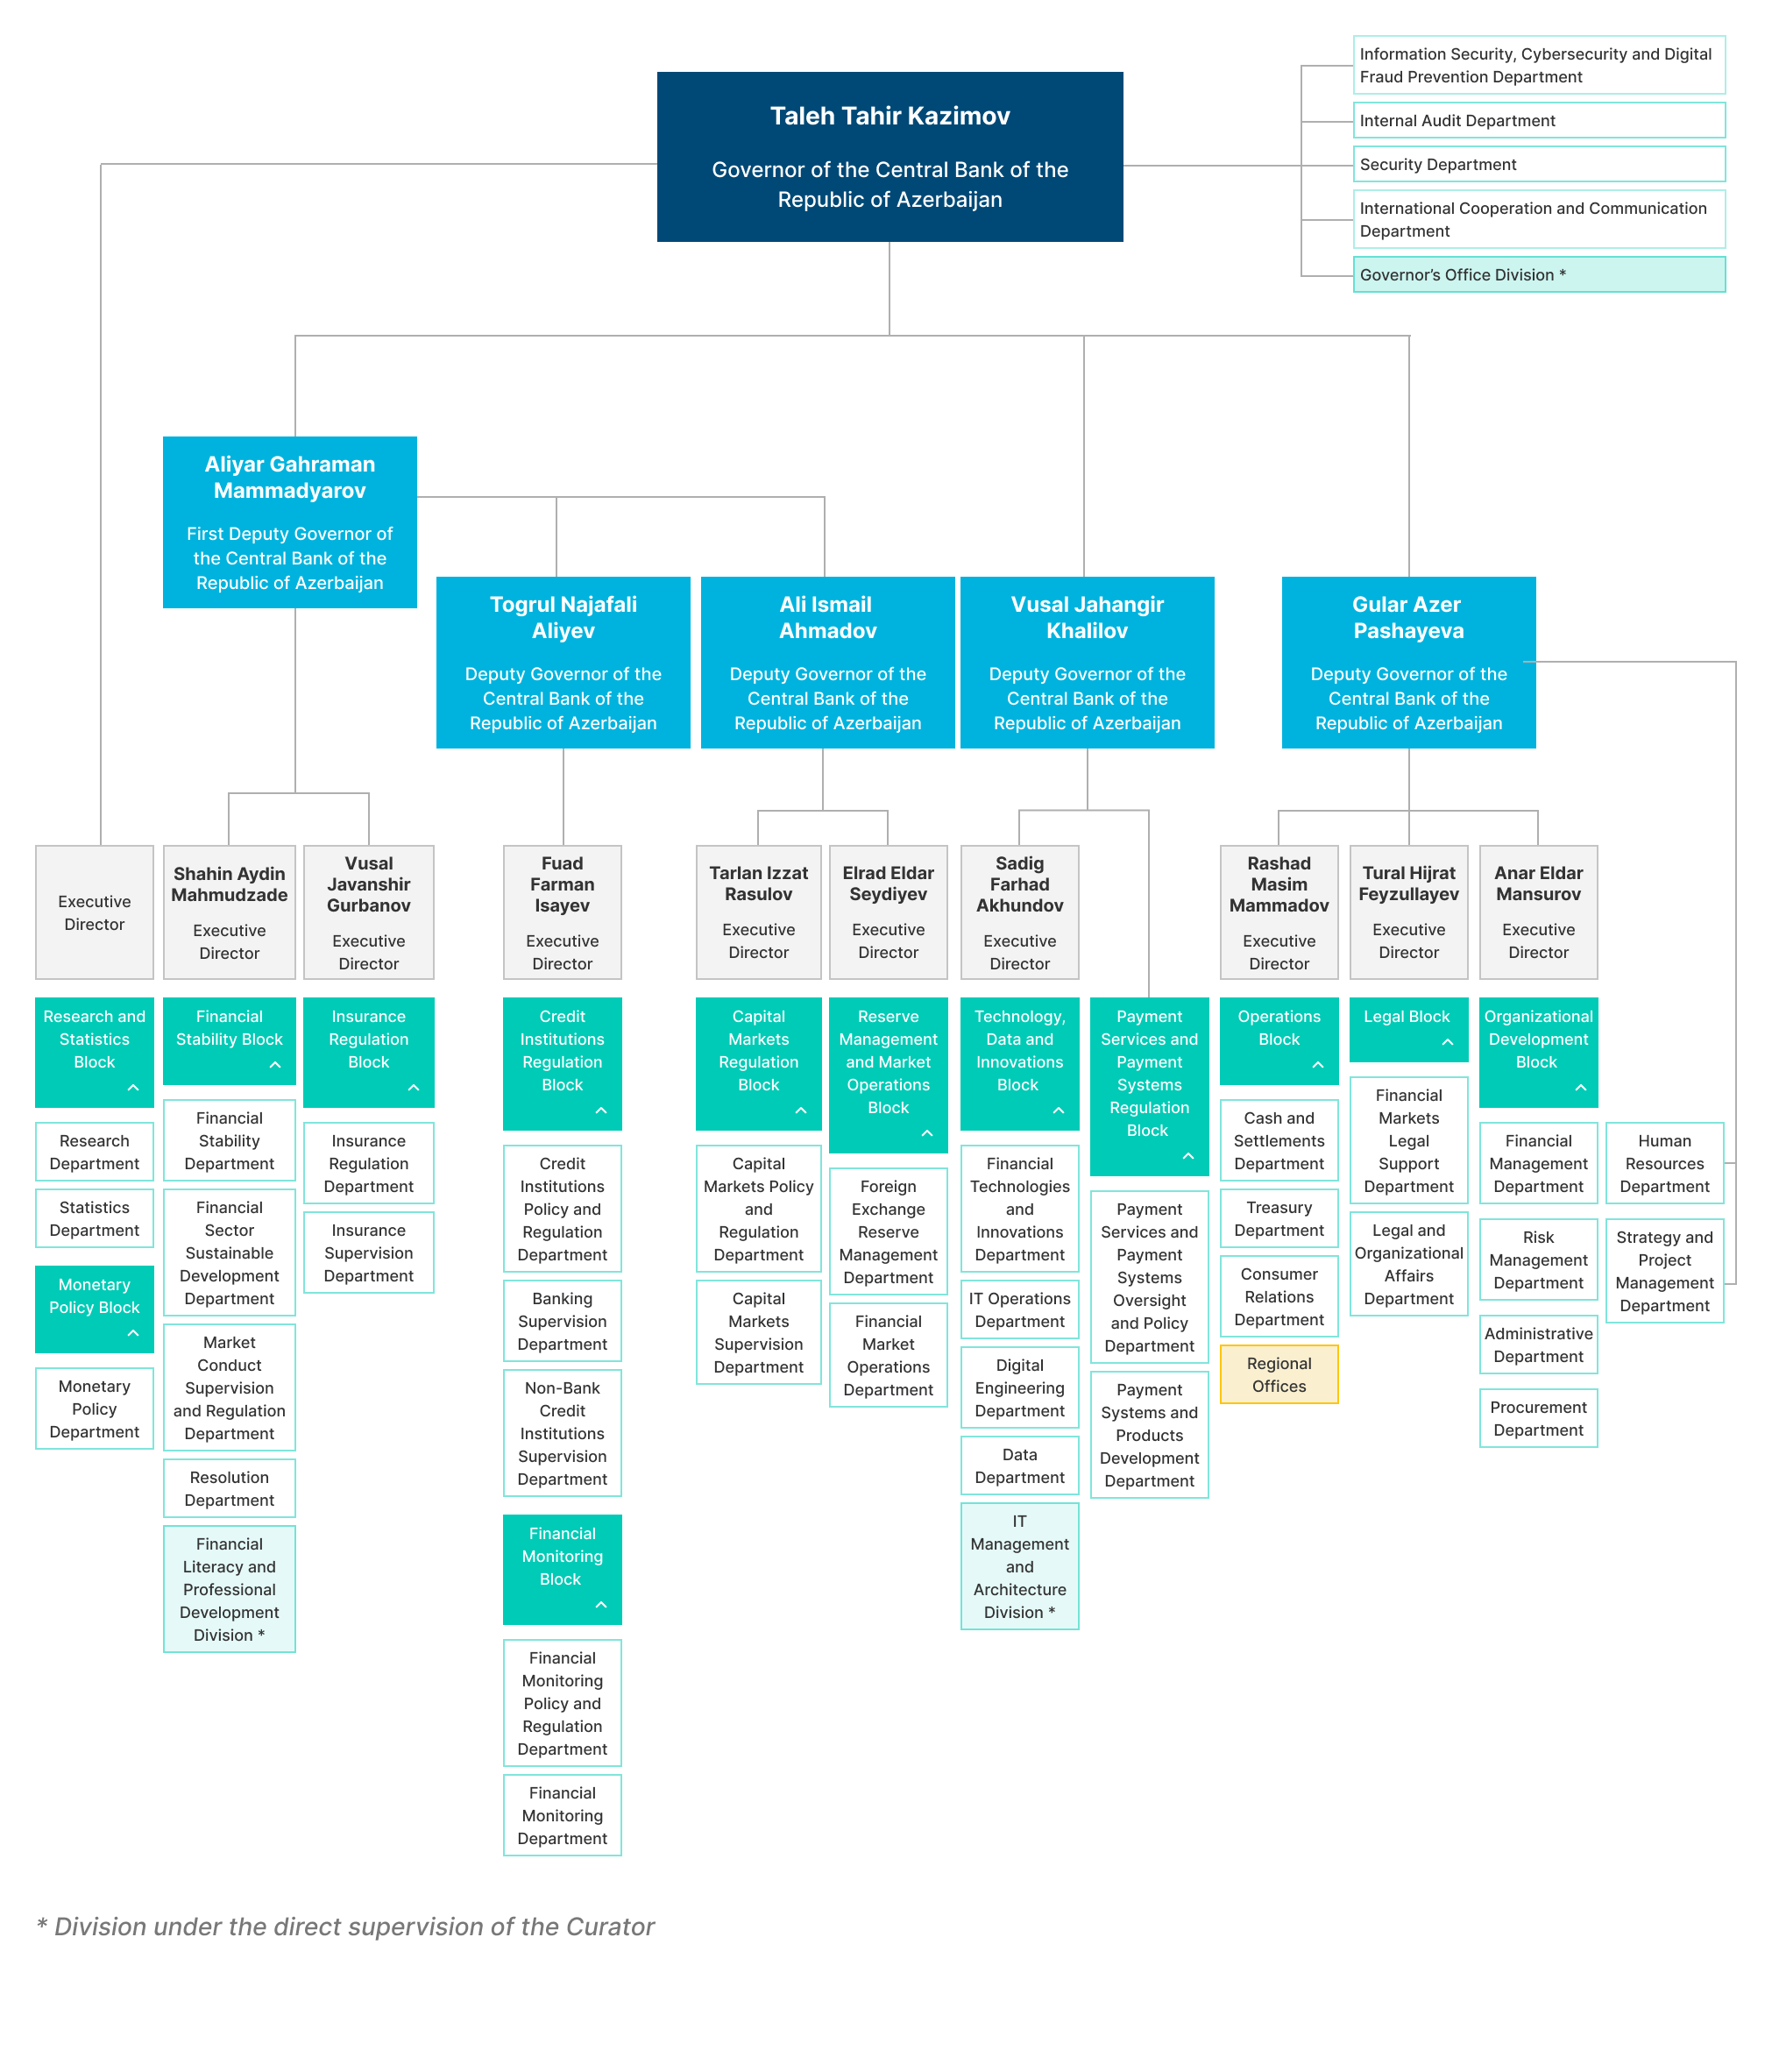 Information Security, Cybersecurity and Digital
Fraud Prevention Department
Internal Audit Department
Security Department
International Cooperation and Communication
Department
Governor’s Office Division *
Taleh Tahir Kazimov
Governor of the Central Bank of the
Republic of Azerbaijan
Aliyar Gahraman
Mammadyarov
First Deputy Governor of
the Central Bank of the
Republic of Azerbaijan
Togrul Najafali
Aliyev
Deputy Governor of the
Central Bank of the
Republic of Azerbaijan
Ali Ismail
Ahmadov
Deputy Governor of the
Central Bank of the
Republic of Azerbaijan
Vusal Jahangir
Khalilov
Deputy Governor of the
Central Bank of the
Republic of Azerbaijan
Gular Azer
Pashayeva
Deputy Governor of the
Central Bank of the
Republic of Azerbaijan
Executive
Director
Research and
Statistics
Block
Research
Department
Statistics
Department
Monetary
Policy Block
Monetary
Policy
Department
Shahin Aydin
Mahmudzade
Executive
Director
Financial
Stability Block
Financial
Stability
Department
Financial
Sector
Sustainable
Development
Department
Market
Conduct
Supervision
and Regulation
Department
Resolution
Department
Financial
Literacy and
Professional
Development
Division *
Vusal
Javanshir
Gurbanov
Executive
Director
Insurance
Regulation
Block
Insurance
Regulation
Department
Insurance
Supervision
Department
Fuad
Farman
Isayev
Executive
Director
Credit
Institutions
Regulation
Block
Credit
Institutions
Policy and
Regulation
Department
Banking
Supervision
Department
Non-Bank
Credit
Institutions
Supervision
Department
Financial
Monitoring
Block
Financial
Monitoring
Policy and
Regulation
Department
Financial
Monitoring
Department
Tarlan Izzat
Rasulov
Executive
Director
Capital
Markets
Regulation
Block
Capital
Markets Policy
and
Regulation
Department
Capital
Markets
Supervision
Department
Elrad Eldar
Seydiyev
Executive
Director
Reserve
Management
and Market
Operations
Block
Foreign
Exchange
Reserve
Management
Department
Financial
Market
Operations
Department
Sadig
Farhad
Akhundov
Executive
Director
Technology,
Data and
Innovations
Block
Financial
Technologies
and
Innovations
Department
IT Operations
Department
Digital
Engineering
Department
Data
Department
IT
Management
and
Architecture
Division *
Payment
Services and
Payment
Systems
Regulation
Block
Payment
Services and
Payment
Systems
Oversight
and Policy
Department
Payment
Systems and
Products
Development
Department
Rashad
Masim
Mammadov
Executive
Director
Operations
Block
Cash and
Settlements
Department
Treasury
Department
Consumer
Relations
Department
Regional
Offices
Tural Hijrat
Feyzullayev
Executive
Director
Legal Block
Financial
Markets
Legal
Support
Department
Legal and
Organizational
Affairs
Department
Anar Eldar
Mansurov
Executive
Director
Organizational
Development
Block
Financial
Management
Department
Risk
Management
Department
Administrative
Department
Procurement
Department
Human
Resources
Department
Strategy and
Project
Management
Department
* Division under the direct supervision of the Curator